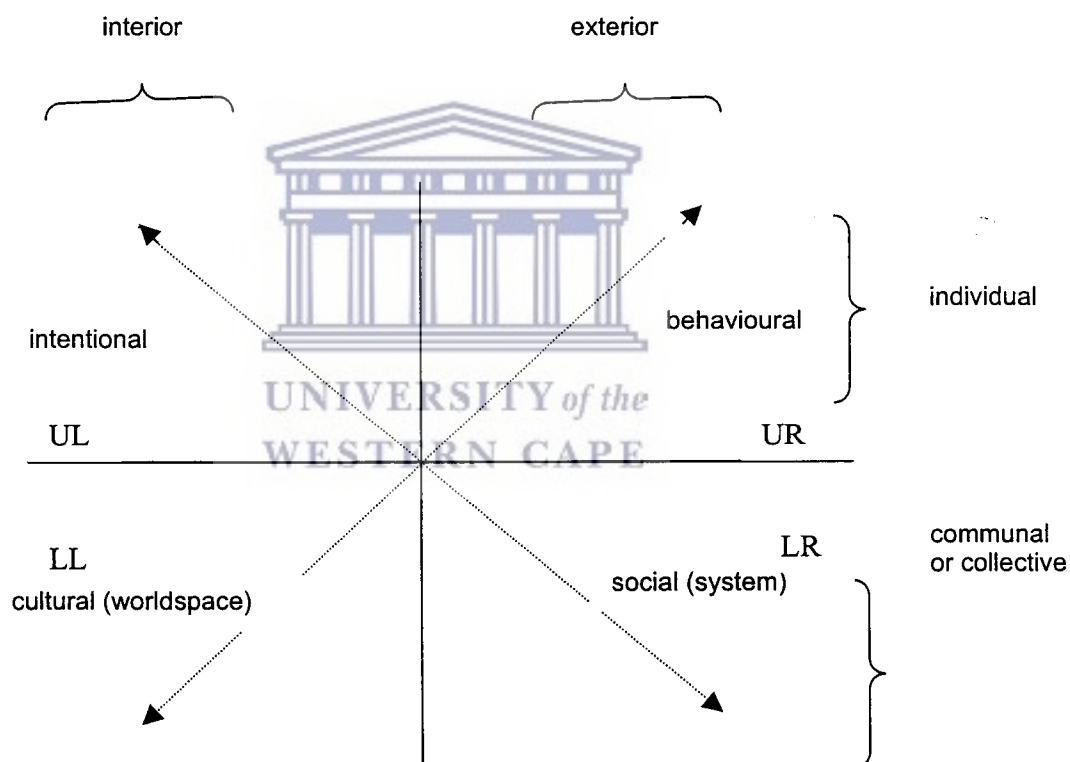 interior
exterior
individual
behavioural
intentional
UNIVERSITY of the
UL
UR
WESTERN CAPE
communal
or collective
LL
LR
social (system)
cultural (worldspace)